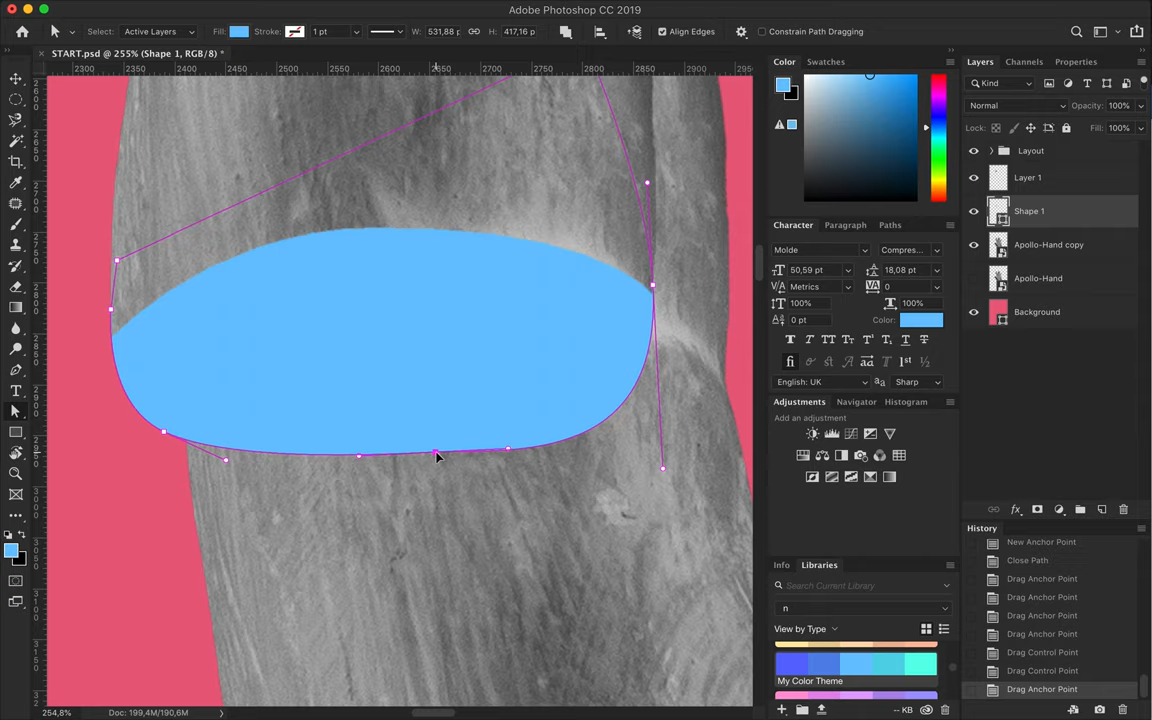 Adobe Photoshop CC 2019
Select: Active Layers Fill: Stroke: 1 pt W: 531,88 p H: 417,16 p Align Edges Constrain Path Dragging
START.psd @ 255% (Shape 1, RGB/8) *
2300 2350 2400 2450 2500 2550 2600 2650 2700 2750 2800 2850 2900 2950
Color Swatches
Layers Channels Properties
Kind
Normal Opacity: 100%
Lock: Fill: 100%
Layout
Layer 1
Shape 1
Apollo-Hand copy
Apollo-Hand
Background
Character Paragraph Paths
Molde Compres...
50,59 pt 18,08 pt
Metrics 0
100% 100%
0 pt Color:
English: UK Sharp
Adjustments Navigator Histogram
Add an adjustment
Info Libraries
Search Current Library
n
View by Type
My Color Theme
-- KB
History
New Anchor Point
Close Path
Drag Anchor Point
Drag Anchor Point
Drag Anchor Point
Drag Anchor Point
Drag Control Point
Drag Control Point
Drag Anchor Point
254,8% Doc: 199,4M/190,6M